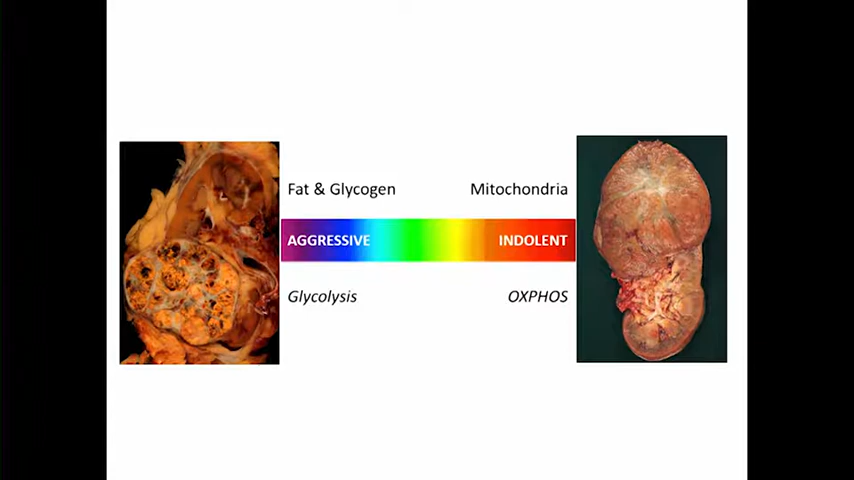 Fat & Glycogen
Mitochondria
AGGRESSIVE
INDOLENT
Glycolysis
OXPHOS